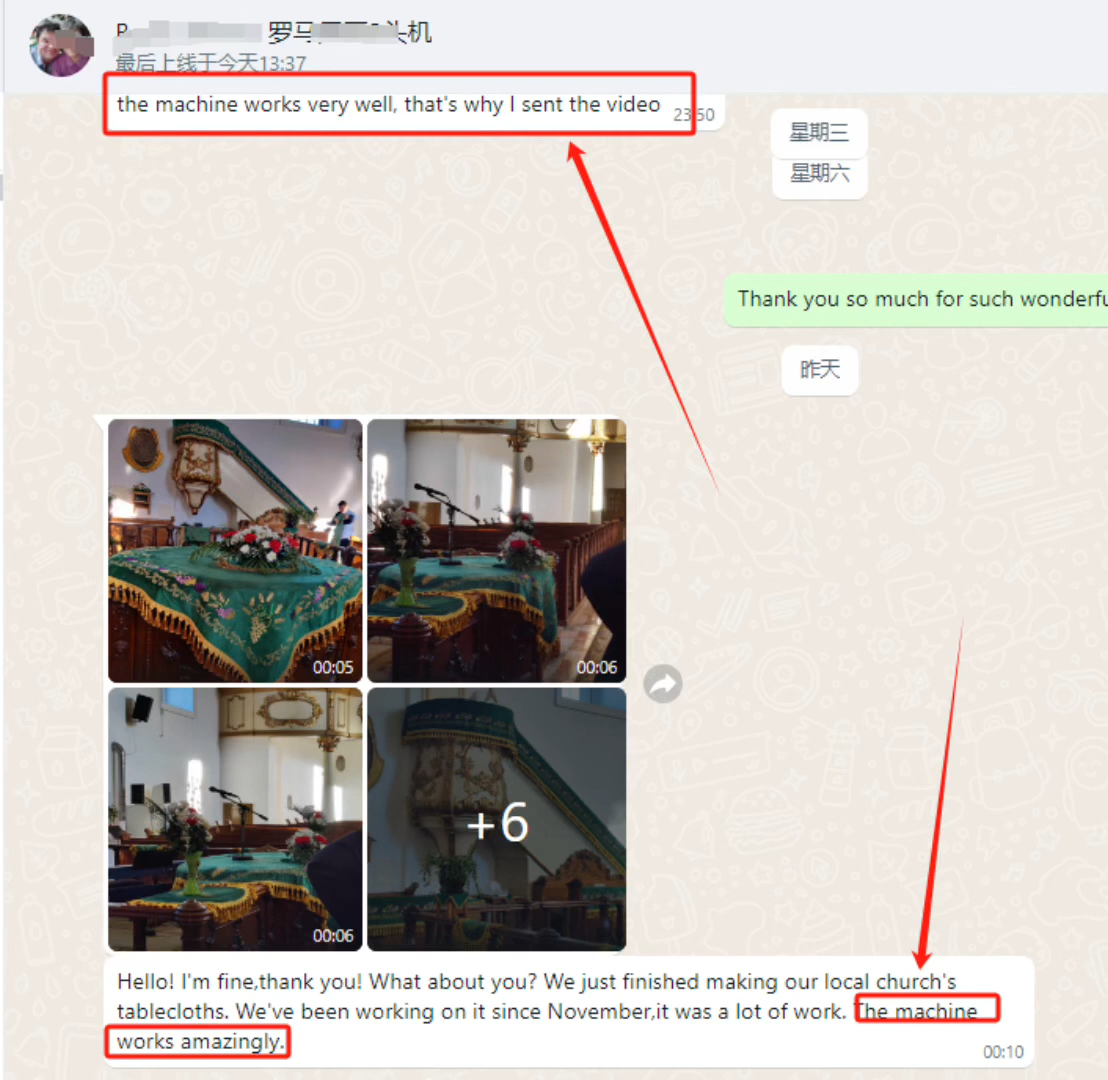 罗马
头机
最后上线于今天13:37
the machine works very well, that's why I sent the video
23:50
星期三
星期六
Thank you so much for such
昨天
00:05
00:06
00:06
+6
Hello! I'm fine,thank you! What about you? We just finished making our local church's
tablecloths. We've been working on it since November,it was a lot of work. The machine
works amazingly.
00:10